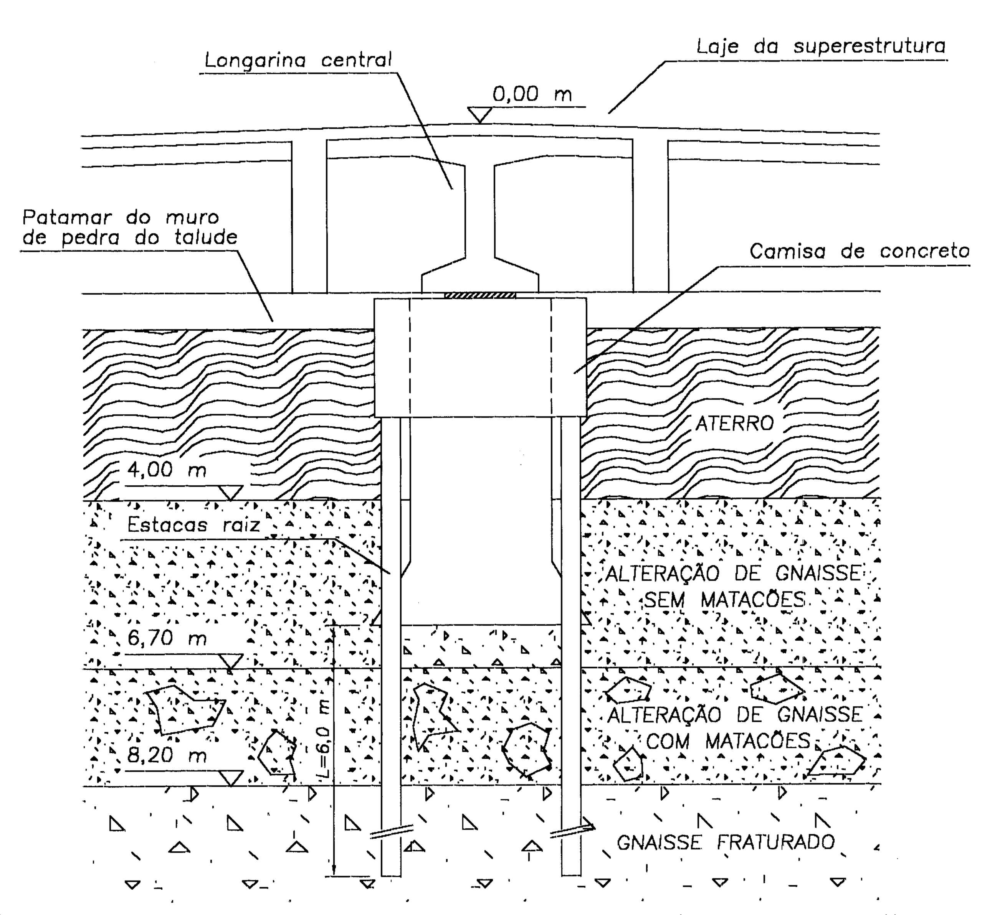 Laje da superestrutura
Longarina central
0,00 m
Patamar do muro
de pedra do talude
Camisa de concreto
ATERRO
4,00 m
Estacas raiz
ALTERAÇÃO DE GNAISSE
SEM MATACÕES
6,70 m
L=6,0 m
ALTERAÇÃO DE GNAISSE
COM MATACÕES
8,20 m
GNAISSE FRATURADO